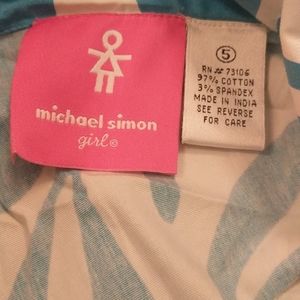 michael simon
girl©
5
RN# 73106
97% COTTON
3% SPANDEX
MADE IN INDIA
SEE REVERSE
FOR CARE